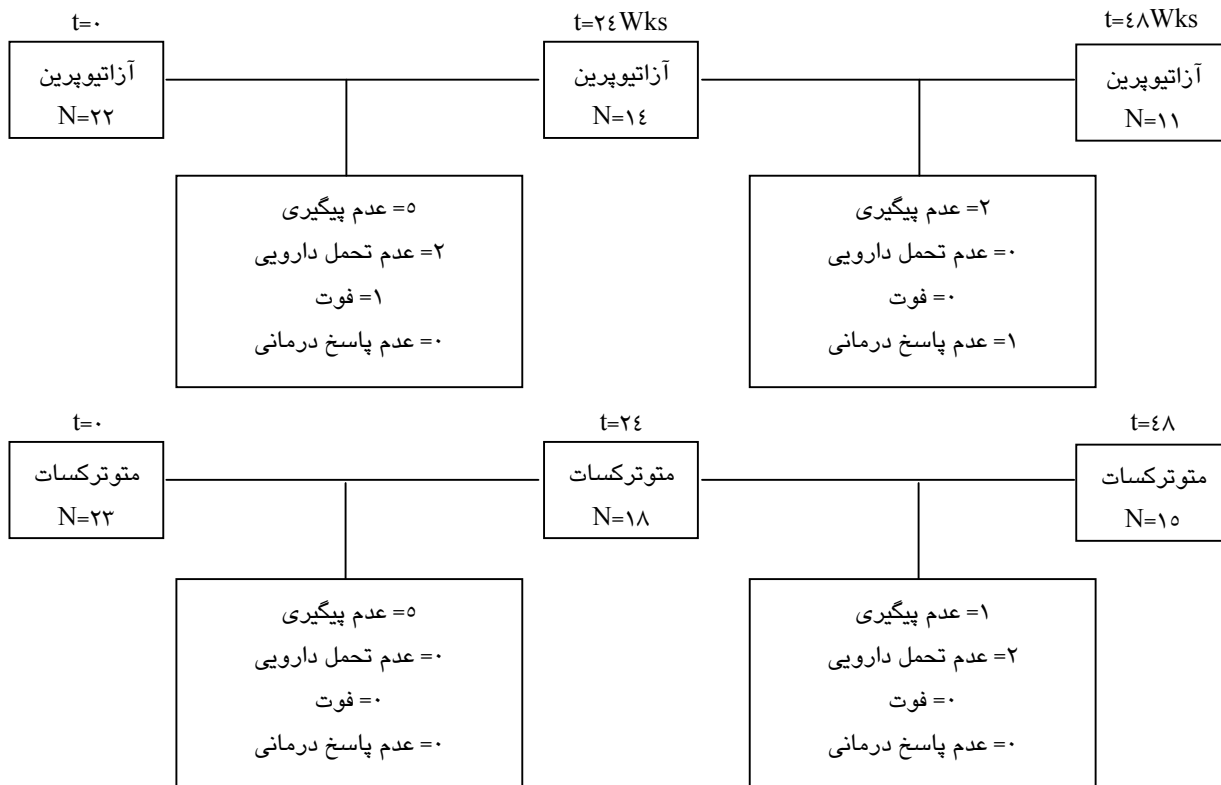 t=۰
t=۲٤Wks
t=٤۸Wks
آزاتیوپرین
N=۲۲
آزاتیوپرین
N=۱٤
آزاتیوپرین
N=۱۱
٥= عدم پیگیری
۲= عدم تحمل دارویی
۱= فوت
۰= عدم پاسخ درمانی
۲= عدم پیگیری
۰= عدم تحمل دارویی
۰= فوت
۱= عدم پاسخ درمانی
t=۰
t=۲٤
t=٤۸
متوترکسات
N=۲۳
متوترکسات
N=۱۸
متوترکسات
N=۱٥
٥= عدم پیگیری
۰= عدم تحمل دارویی
۰= فوت
۰= عدم پاسخ درمانی
۱= عدم پیگیری
۲= عدم تحمل دارویی
۰= فوت
۰= عدم پاسخ درمانی